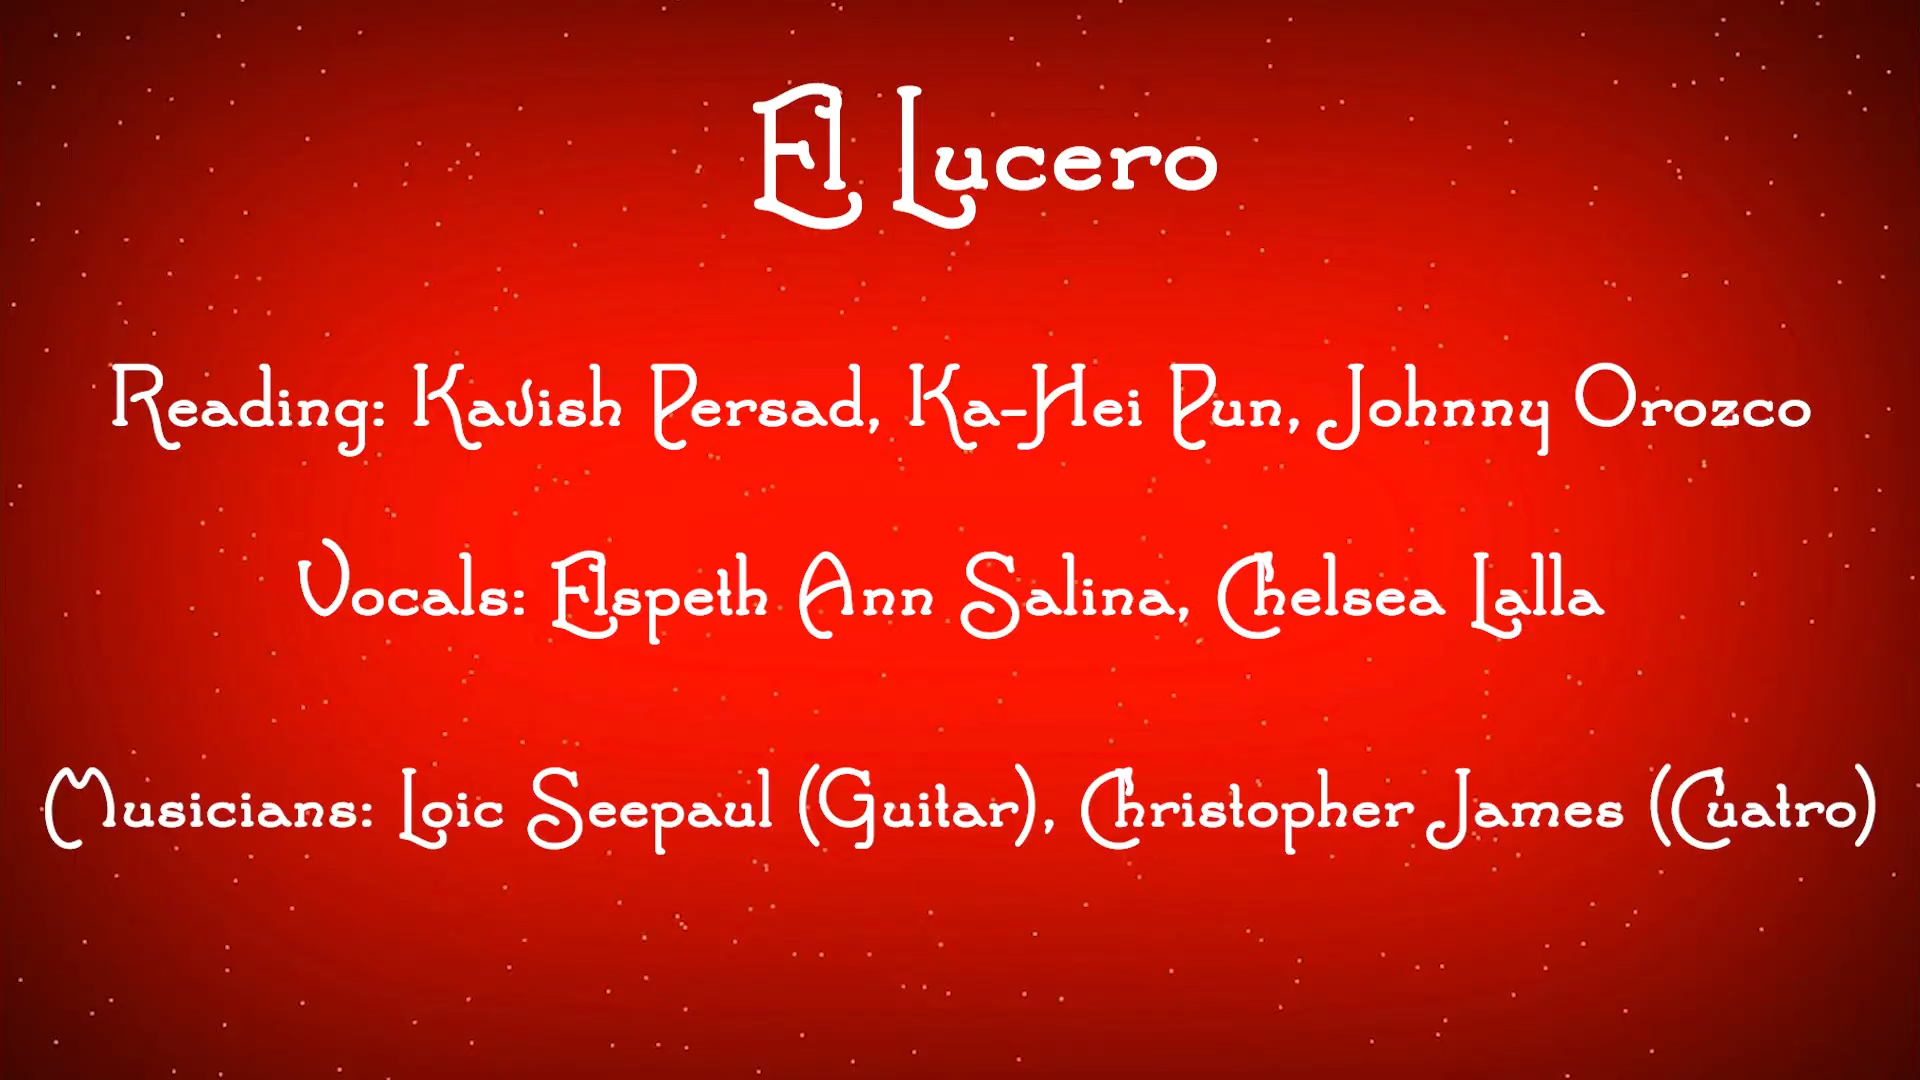 El Lucero
Reading: Kavish Persad, Ka-Hei Pun, Johnny Orozco
Vocals: Elspeth Ann Salina, Chelsea Lalla
Musicians: Loic Seepaul (Guitar), Christopher James (Cuatro)